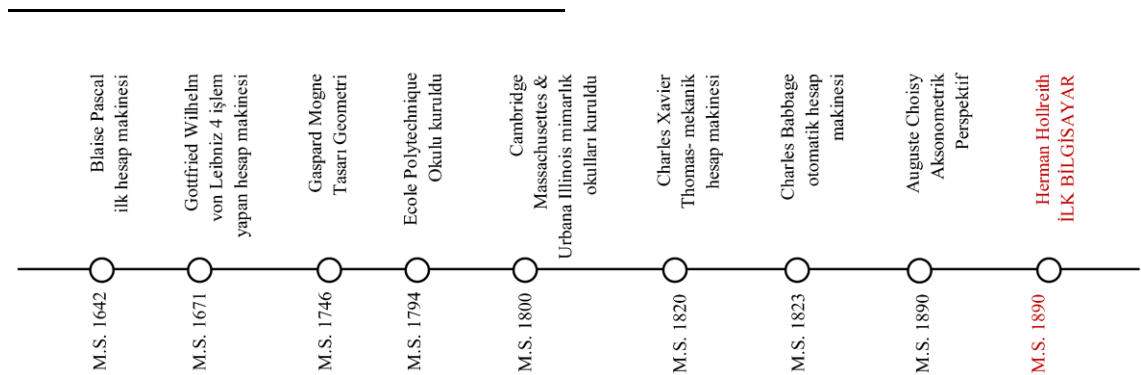 Blaise Pascal
ilk hesap makinesi
M.S. 1642
Gottfried Wilhelm
von Leibniz 4 işlem
yapan hesap makinesi
M.S. 1671
Gaspard Mogne
Tasarı Geometri
M.S. 1746
Ecole Polytechnique
Okulu kuruldu
M.S. 1794
Cambridge
Massachusettes &
Urbana Illinois mimarlık
okulları kuruldu
M.S. 1800
Charles Xavier
Thomas- mekanik
hesap makinesi
M.S. 1820
Charles Babbage
otomatik hesap
makinesi
M.S. 1823
Auguste Choisy
Aksonometrik
Perspektif
M.S. 1890
Herman Hollreith
İLK BİLGİSAYAR
M.S. 1890